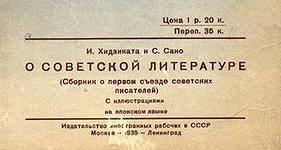 Цена 1 р. 20 к.
Переп. 35 к.
И. Хидзиката и С. Сано
О СОВЕТСКОЙ ЛИТЕРАТУРЕ
(Сборник о первом съезде советских
писателей)
С иллюстрациями
на японском языке
Издательство иностранных рабочих в СССР
Москва — 1935 — Ленинград